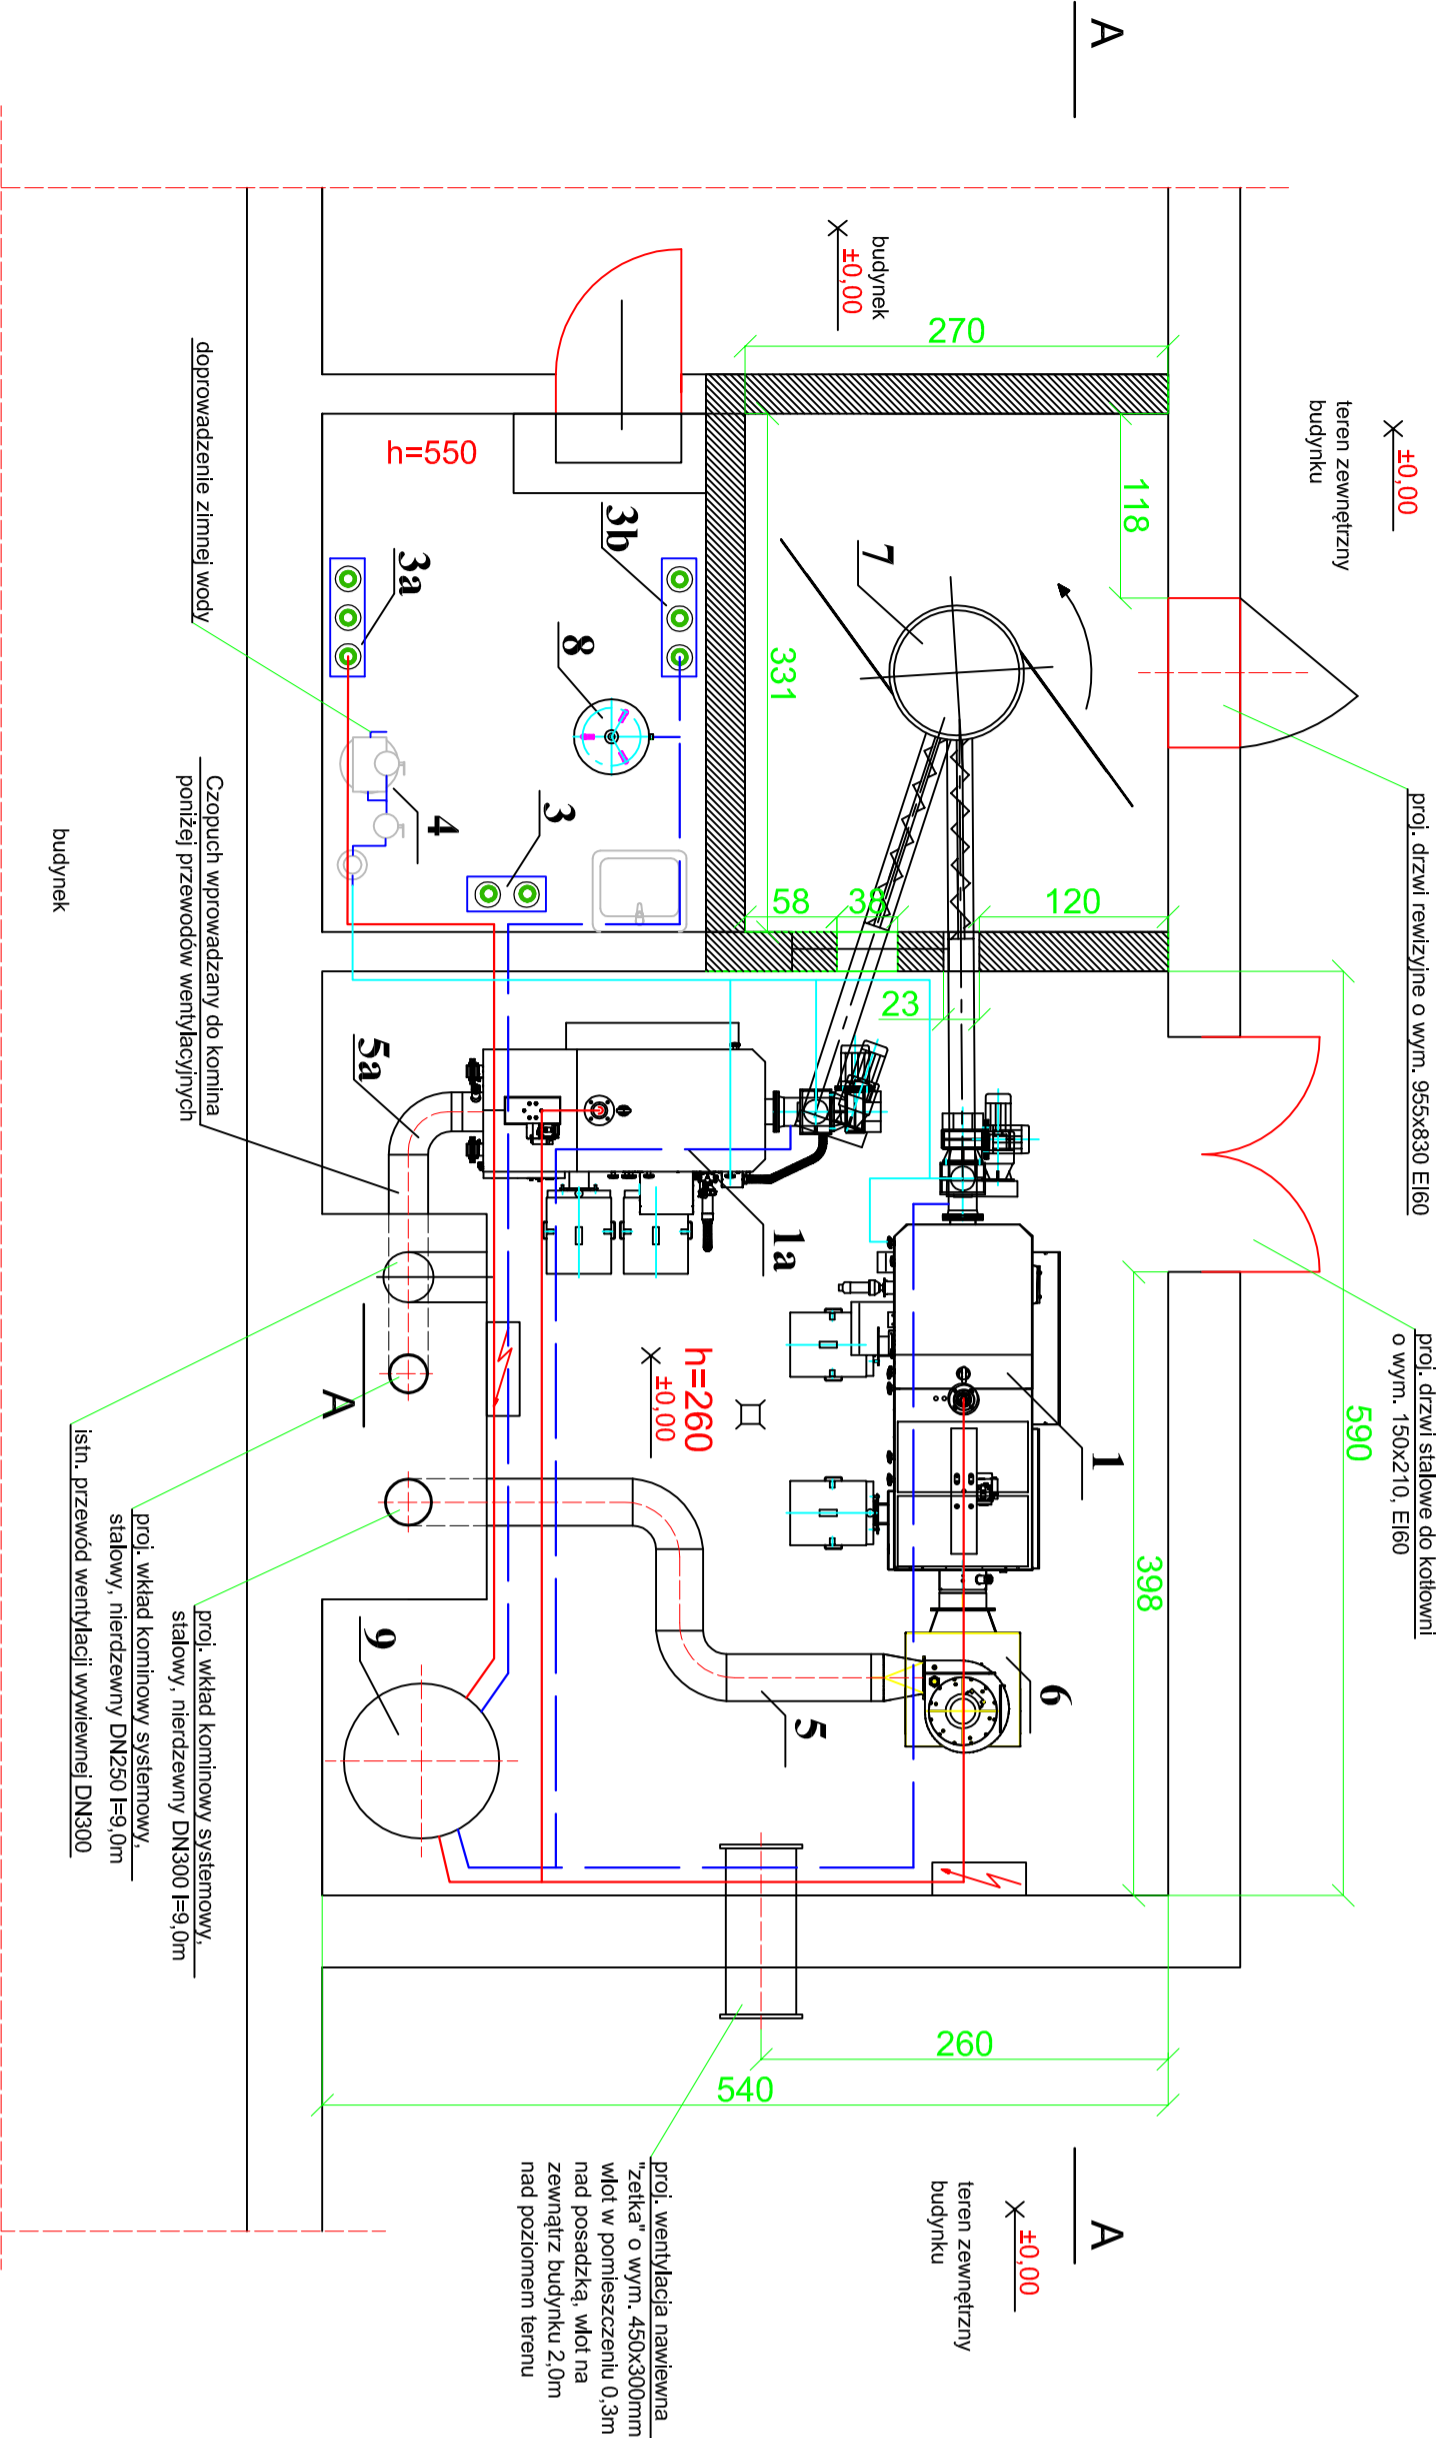 A
±0,00
teren zewnętrzny
budynku
budynek
±0,00
270
118
331
proj. drzwi rewizyjne o wym. 955x830 EI60
proj. drzwi stalowe do kotłowni
o wym. 150x210, EI60
h=550
7
3b
3a
8
3
4
doprowadzenie zimnej wody
58
38
120
23
590
398
Czopuch wprowadzany do komina
poniżej przewodów wentylacyjnych
budynek
5a
1a
1
h=260
±0,00
A
6
5
9
istn. przewód wentylacji wywiewnej DN300
proj. wkład kominowy systemowy,
stalowy, nierdzewny DN250 l=9,0m
proj. wkład kominowy systemowy,
stalowy, nierdzewny DN300 l=9,0m
260
540
A
±0,00
teren zewnętrzny
budynku
proj. wentylacja nawiewna
"zetka" o wym. 450x300mm
wlot w pomieszczeniu 0,3m
nad posadzką, wlot na
zewnątrz budynku 2,0m
nad poziomem terenu